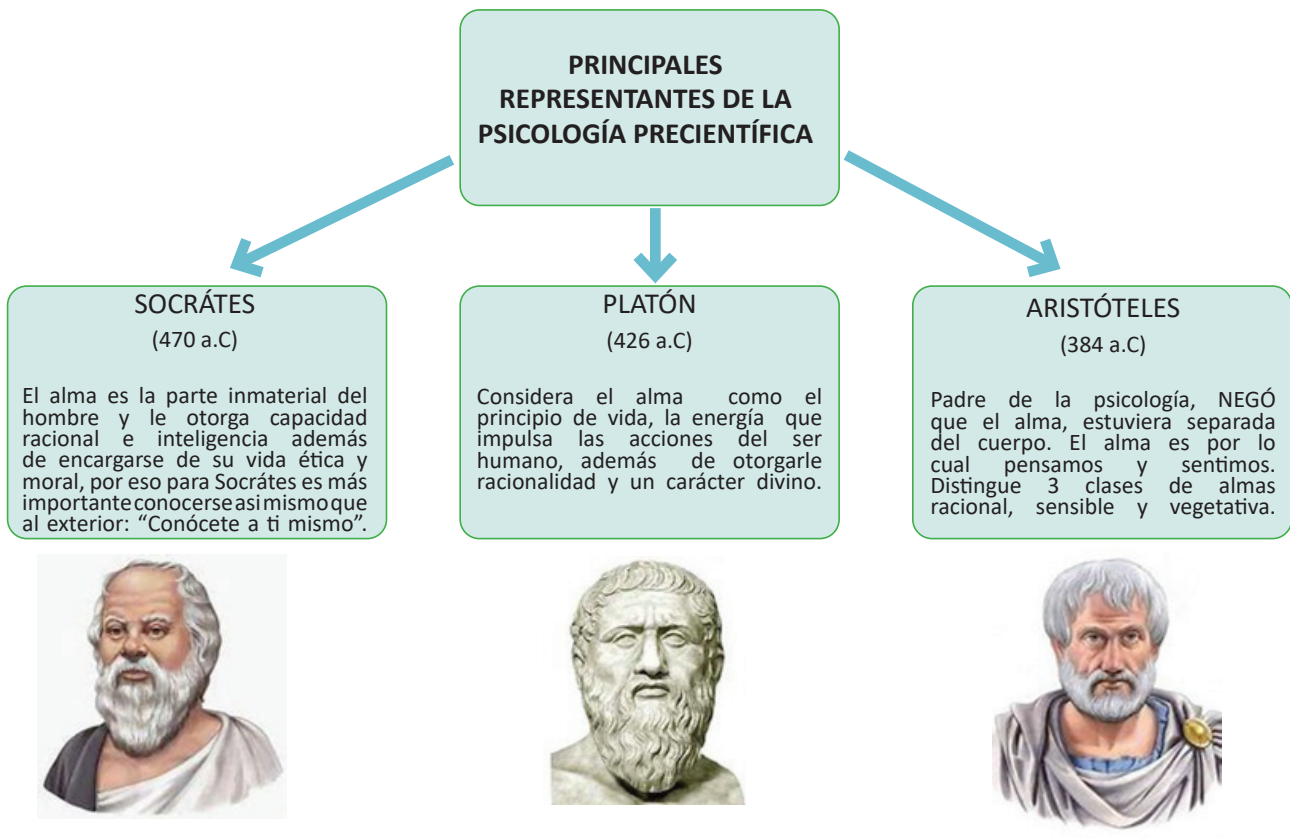 PRINCIPALES
REPRESENTANTES DE LA
PSICOLOGÍA PRECIENTÍFICA
SOCRÁTES
(470 a.C)
El alma es la parte inmaterial del
hombre y le otorga capacidad
racional e inteligencia además
de encargarse de su vida ética y
moral, por eso para Socrátes es más
importante conocerse asi mismo que
al exterior: “Conócete a ti mismo”.
PLATÓN
(426 a.C)
Considera el alma como el
principio de vida, la energía que
impulsa las acciones del ser
humano, además de otorgarle
racionalidad y un carácter divino.
ARISTÓTELES
(384 a.C)
Padre de la psicología, NEGÓ
que el alma, estuviera separada
del cuerpo. El alma es por lo
cual pensamos y sentimos.
Distingue 3 clases de almas
racional, sensible y vegetativa.